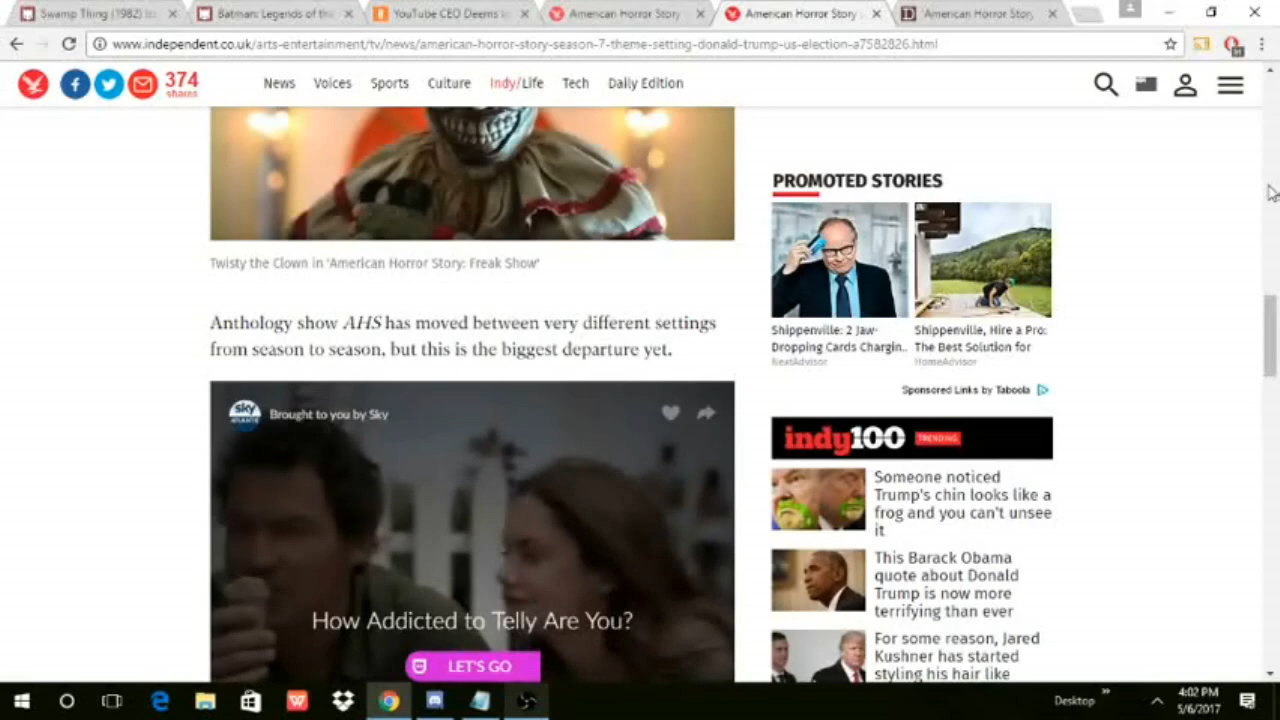 Swamp Thing (1982) b
Batman: Legends of the
YouTube CEO Deems
American Horror Story
American Horror Story
'American Horror Story
www.independent.co.uk/arts-entertainment/tv/news/american-horror-story-season-7-theme-setting-donald-trump-us-election-a7582826.html
374
shares
News Voices Sports Culture Indy/Life Tech Daily Edition
Twisty the Clown in 'American Horror Story: Freak Show'
Anthology show AHS has moved between very different settings
from season to season, but this is the biggest departure yet.
sky
ATLANTIC
Brought to you by Sky
How Addicted to Telly Are You?
LET'S GO
PROMOTED STORIES
Shippenville: 2 Jaw-
Dropping Cards Chargin..
NextAdvisor
Shippenville, Hire a Pro:
The Best Solution for
HomeAdvisor
Sponsored Links by Taboola
indy100 TRENDING
Someone noticed
Trump's chin looks like a
frog and you can't unsee
it
This Barack Obama
quote about Donald
Trump is now more
terrifying than ever
For some reason, Jared
Kushner has started
styling his hair like
Desktop
4:02 PM
5/6/2017